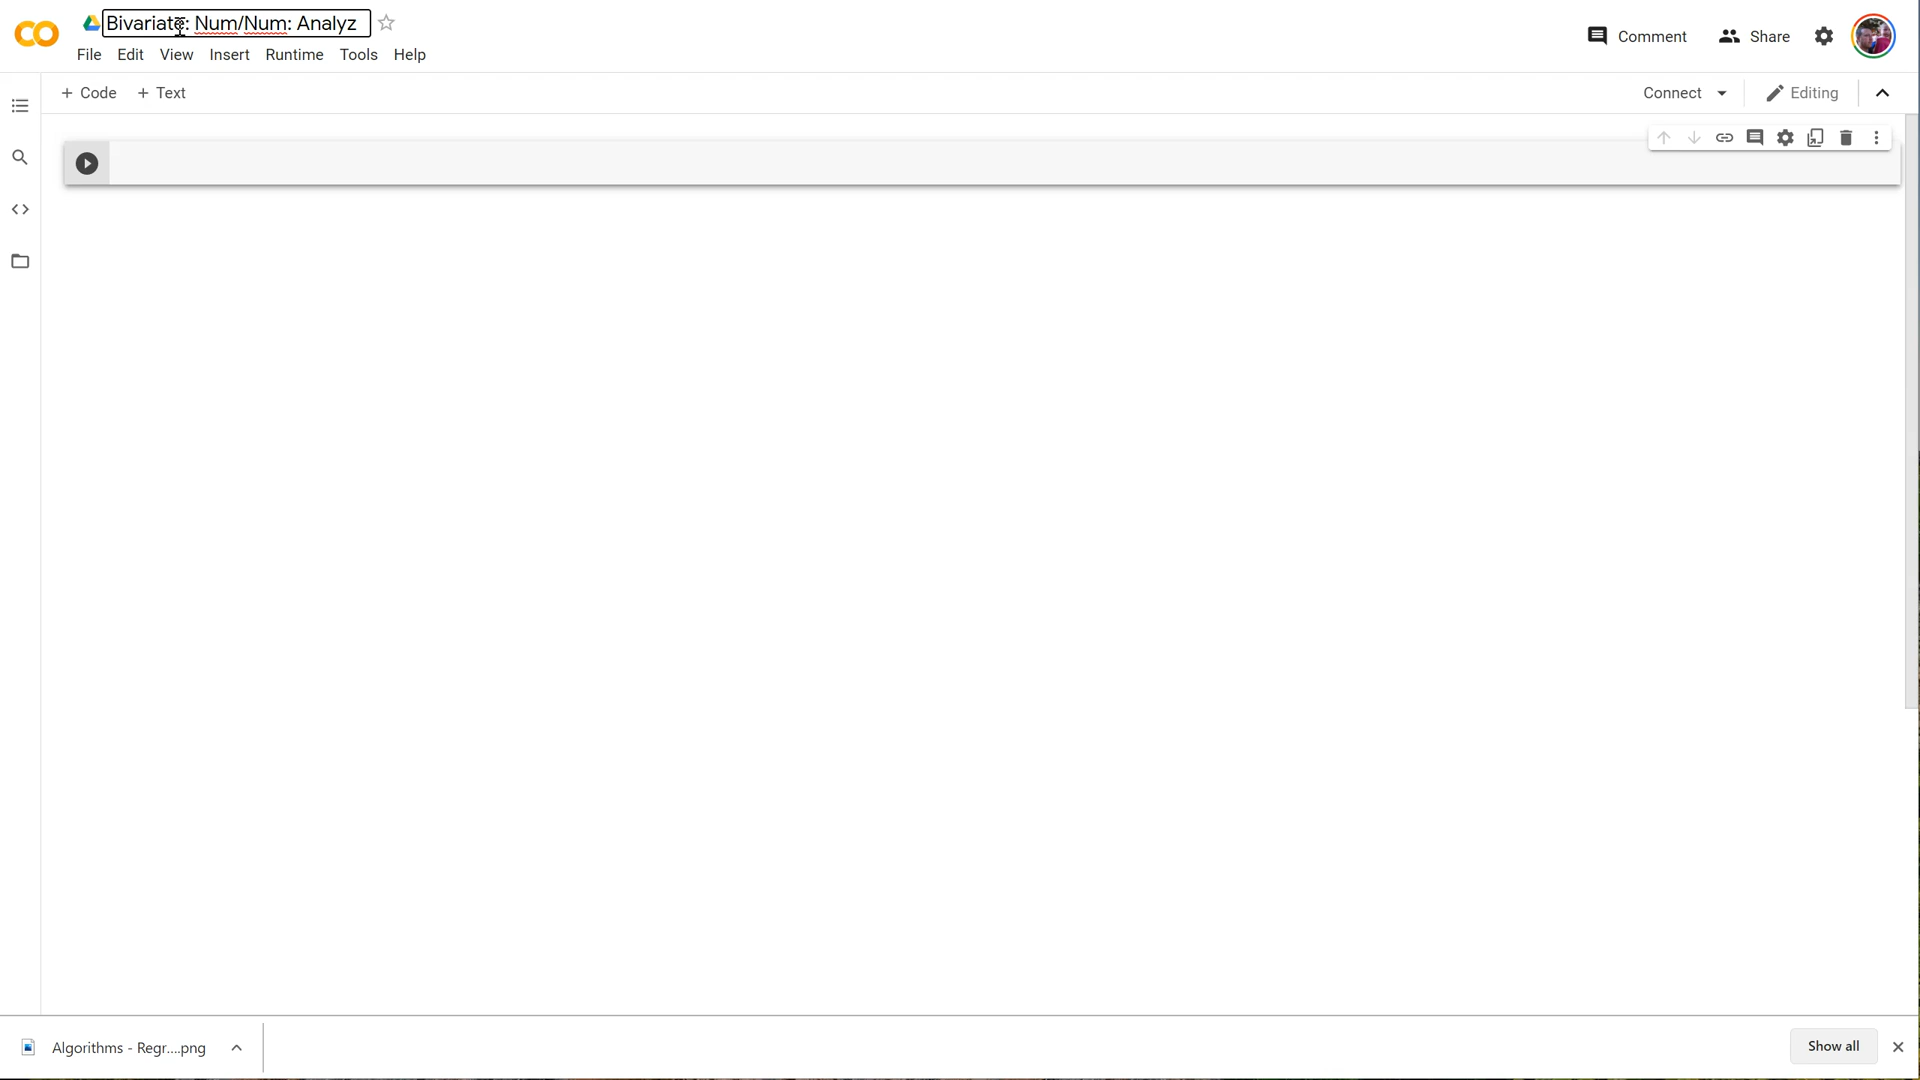 Bivariate: Num/Num: Analyz
File Edit View Insert Runtime Tools Help
Comment Share
+ Code + Text
Connect Editing
Algorithms - Regr....png
Show all